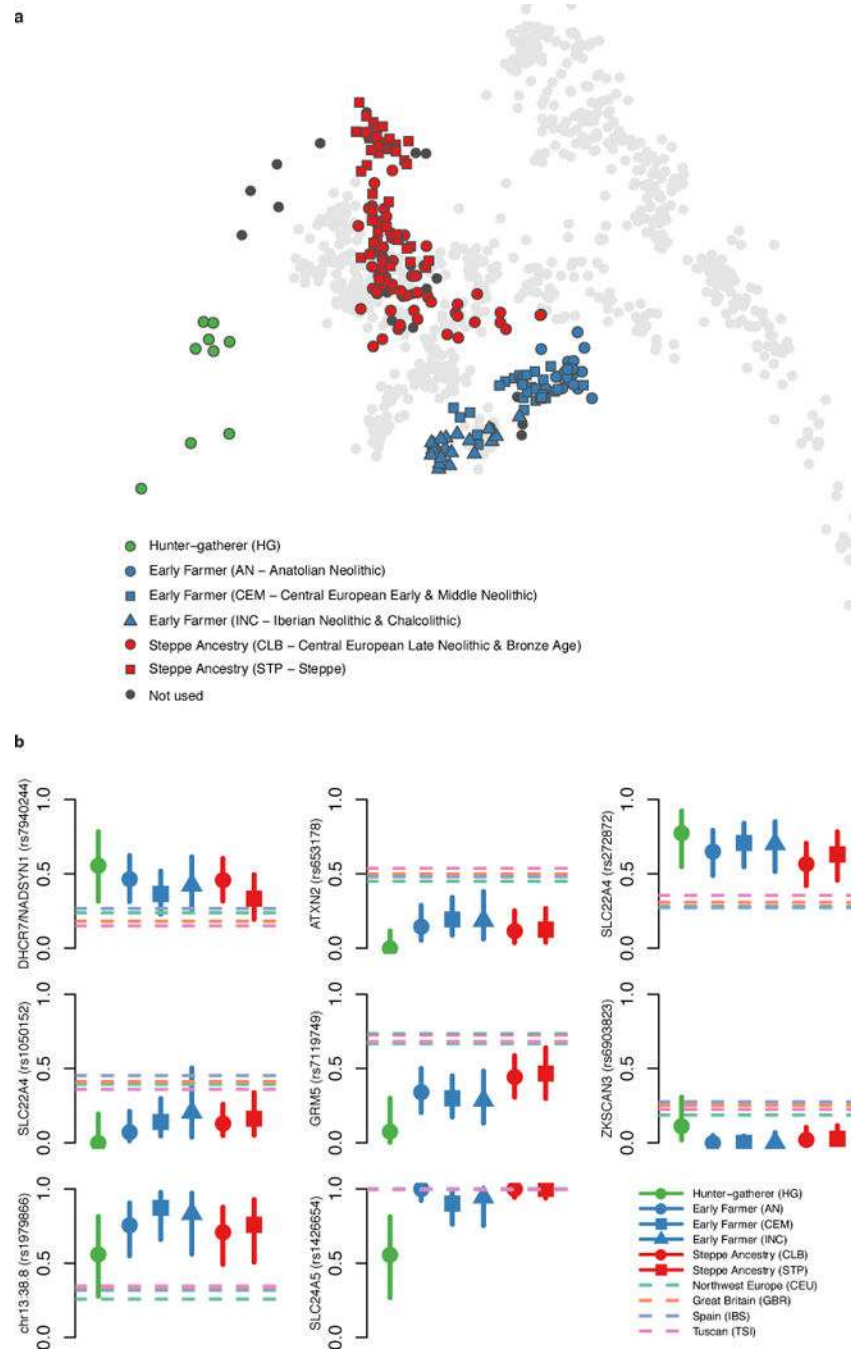 a
Hunter-gatherer (HG)
Early Farmer (AN - Anatolian Neolithic)
Early Farmer (CEM - Central European Early & Middle Neolithic)
Early Farmer (INC - Iberian Neolithic & Chalcolithic)
Steppe Ancestry (CLB - Central European Late Neolithic & Bronze Age)
Steppe Ancestry (STP - Steppe)
Not used
b
DHCR7/NADSYN1 (rs7940244)
0.0
0.5
1.0
ATXN2 (rs653178)
0.0
0.5
1.0
SLC22A4 (rs272872)
0.0
0.5
1.0
SLC22A4 (rs1050152)
0.0
0.5
1.0
GRM5 (rs7119749)
0.0
0.5
1.0
ZKSCAN3 (rs6903823)
0.0
0.5
1.0
chr13:38.8 (rs1979866)
0.0
0.5
1.0
SLC24A5 (rs1426654)
0.0
0.5
1.0
Hunter-gatherer (HG)
Early Farmer (AN)
Early Farmer (CEM)
Early Farmer (INC)
Steppe Ancestry (CLB)
Steppe Ancestry (STP)
Northwest Europe (CEU)
Great Britain (GBR)
Spain (IBS)
Tuscan (TSI)